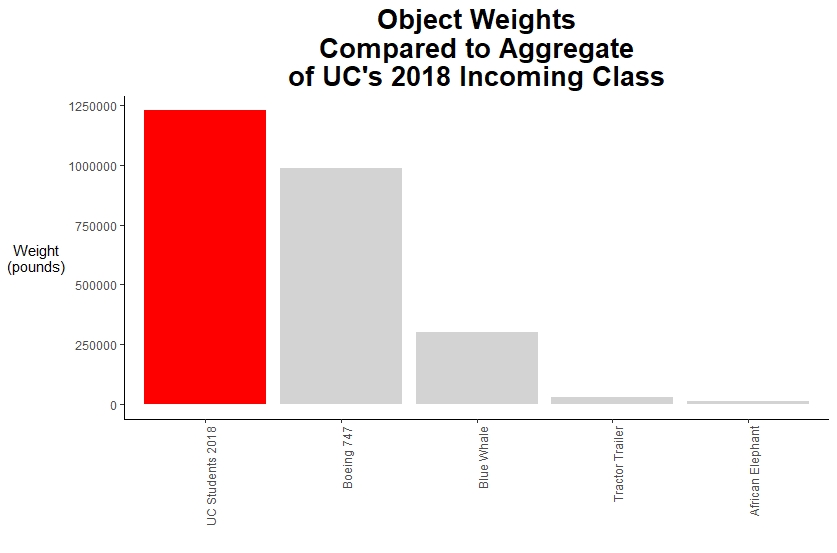 Object Weights
Compared to Aggregate
of UC's 2018 Incoming Class
1250000
1000000
750000
500000
250000
0
Weight
(pounds)
UC Students 2018
Boeing 747
Blue Whale
Tractor Trailer
African Elephant